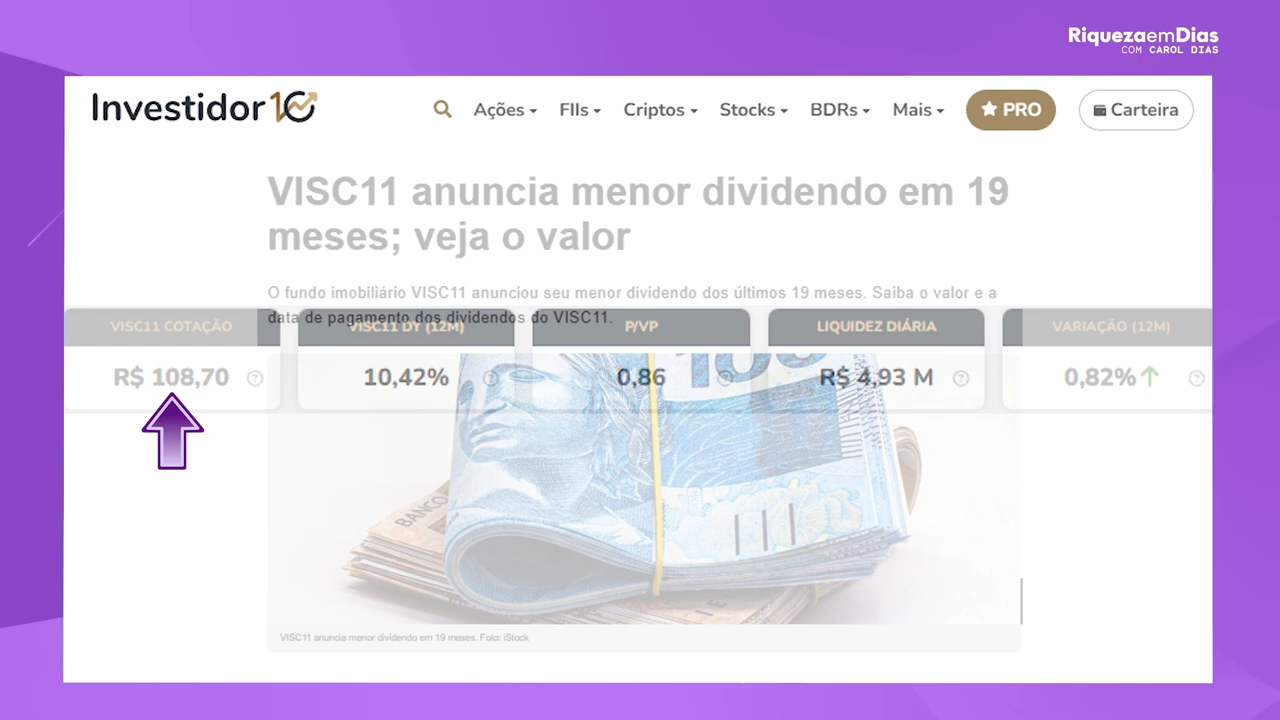 RiquezaemDias
COM CAROL DIAS
Investidor10
Ações
FIIs
Criptos
Stocks
BDRs
Mais
PRO
Carteira
VISC11 anuncia menor dividendo em 19
meses; veja o valor
O fundo imobiliário VISC11 anunciou seu menor dividendo dos últimos 19 meses. Saiba o valor e a
data de pagamento dos dividendos do VISC11.
VISC11 COTAÇÃO
VISC11 DY (12M)
P/VP
LIQUIDEZ DIÁRIA
VARIAÇÃO (12M)
R$ 108,70
10,42%
0,86
R$ 4,93 M
0,82%
100
BANCO
VISC11 anuncia menor dividendo em 19 meses. Foto: iStock